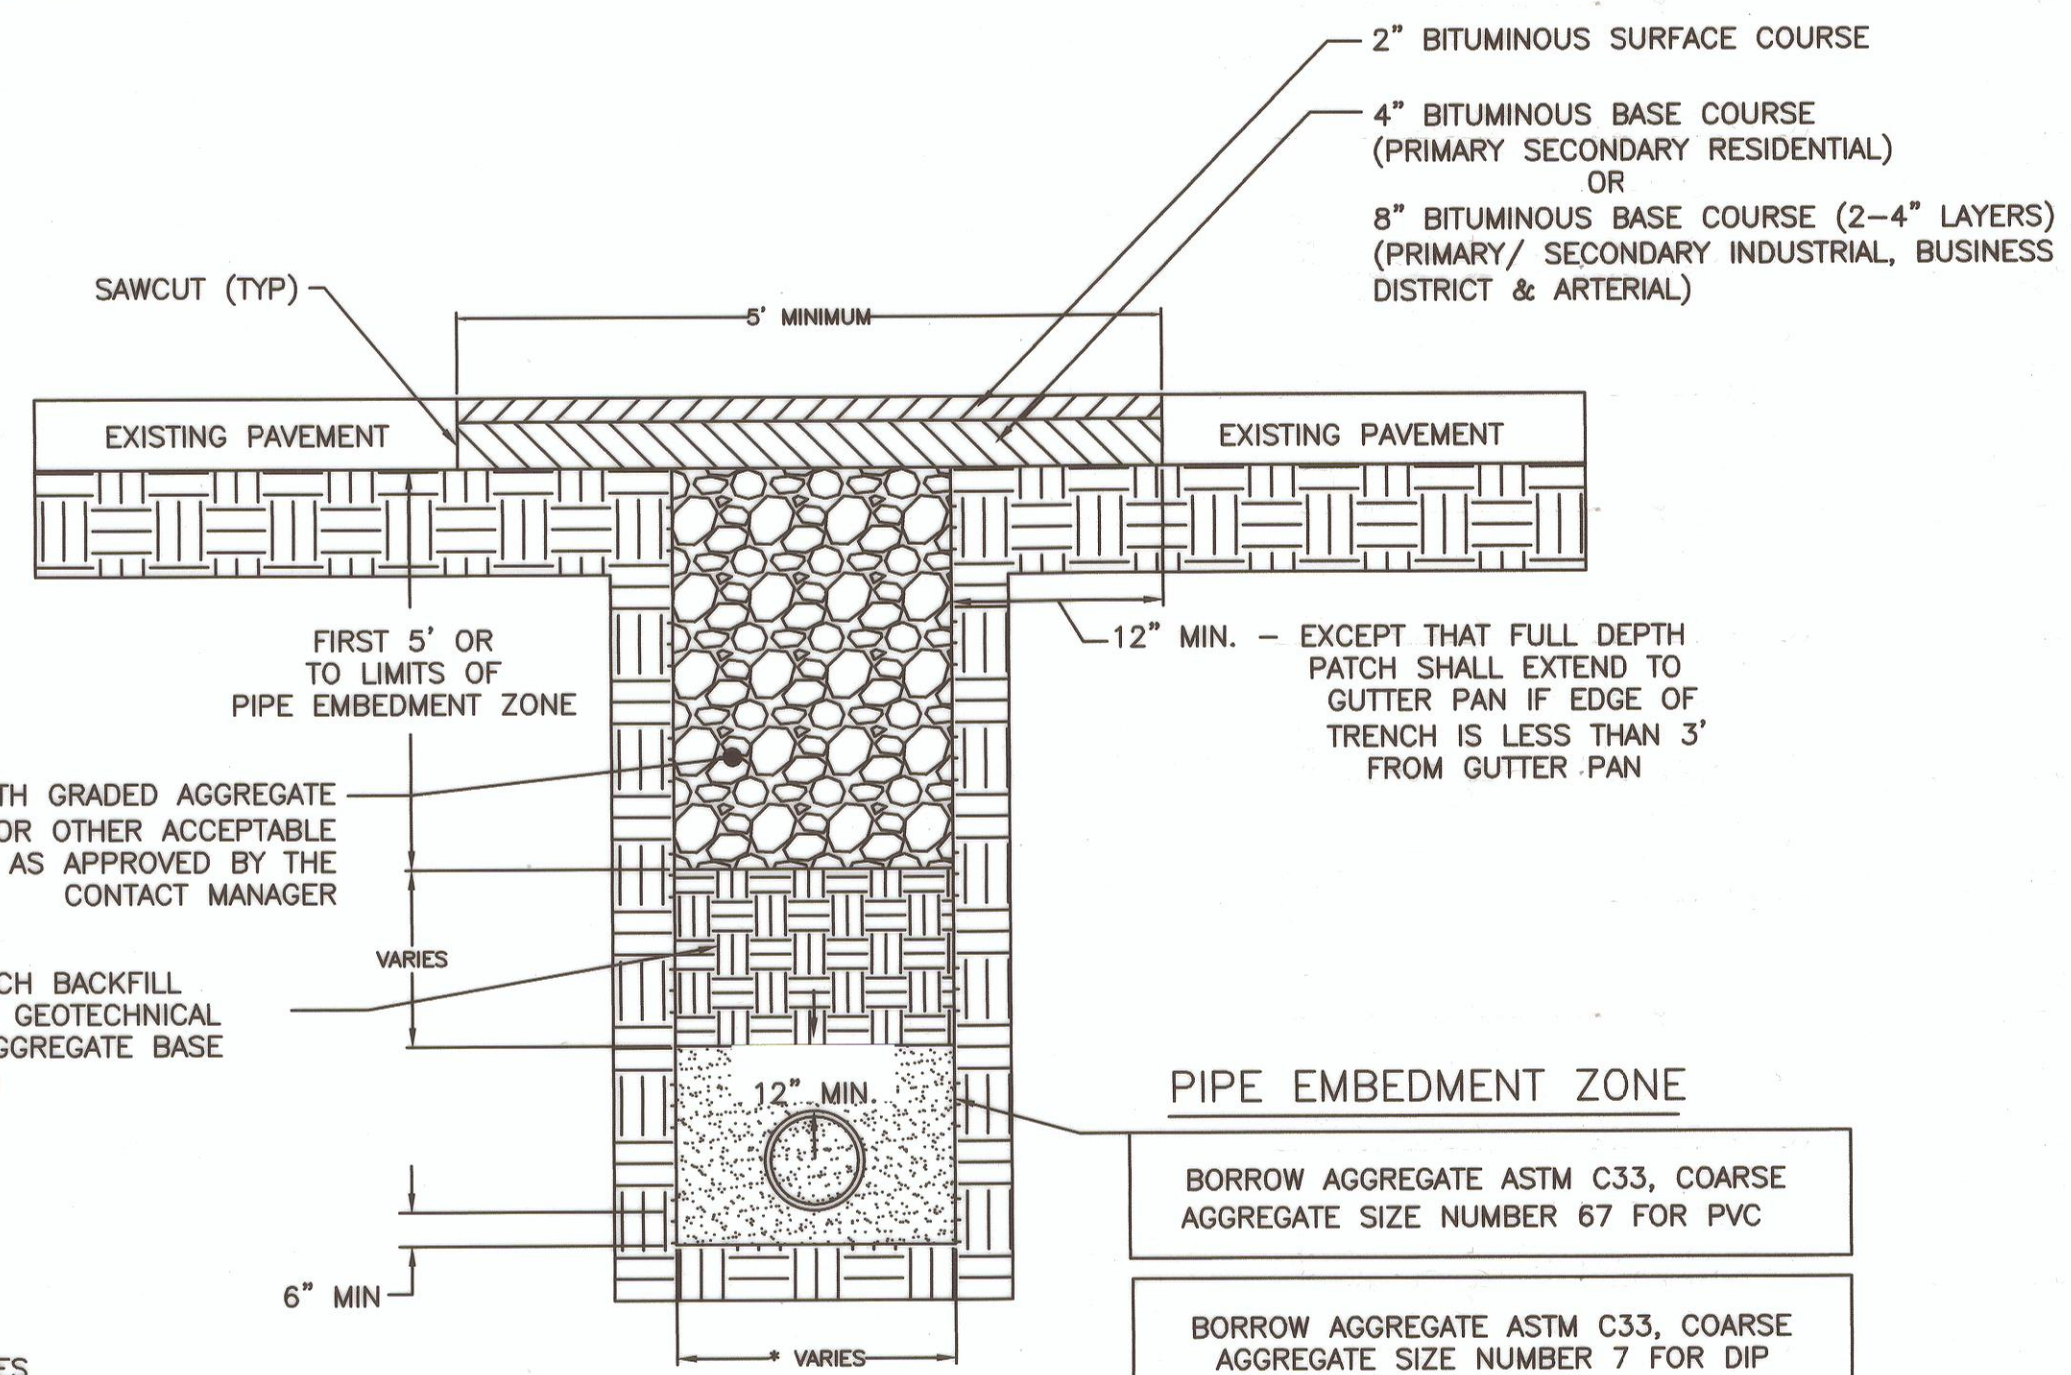 2" BITUMINOUS SURFACE COURSE
4" BITUMINOUS BASE COURSE
(PRIMARY SECONDARY RESIDENTIAL)
OR
8" BITUMINOUS BASE COURSE (2-4" LAYERS)
(PRIMARY/ SECONDARY INDUSTRIAL, BUSINESS
DISTRICT & ARTERIAL)
SAWCUT (TYP)
5' MINIMUM
EXISTING PAVEMENT
EXISTING PAVEMENT
FIRST 5' OR
TO LIMITS OF
PIPE EMBEDMENT ZONE
12" MIN. - EXCEPT THAT FULL DEPTH
PATCH SHALL EXTEND TO
GUTTER PAN IF EDGE OF
TRENCH IS LESS THAN 3'
FROM GUTTER PAN
TH GRADED AGGREGATE
OR OTHER ACCEPTABLE
AS APPROVED BY THE
CONTACT MANAGER
VARIES
CH BACKFILL
GEOTECHNICAL
GGREGATE BASE
12" MIN.
PIPE EMBEDMENT ZONE
BORROW AGGREGATE ASTM C33, COARSE
AGGREGATE SIZE NUMBER 67 FOR PVC
6" MIN
BORROW AGGREGATE ASTM C33, COARSE
AGGREGATE SIZE NUMBER 7 FOR DIP
* VARIES
ES